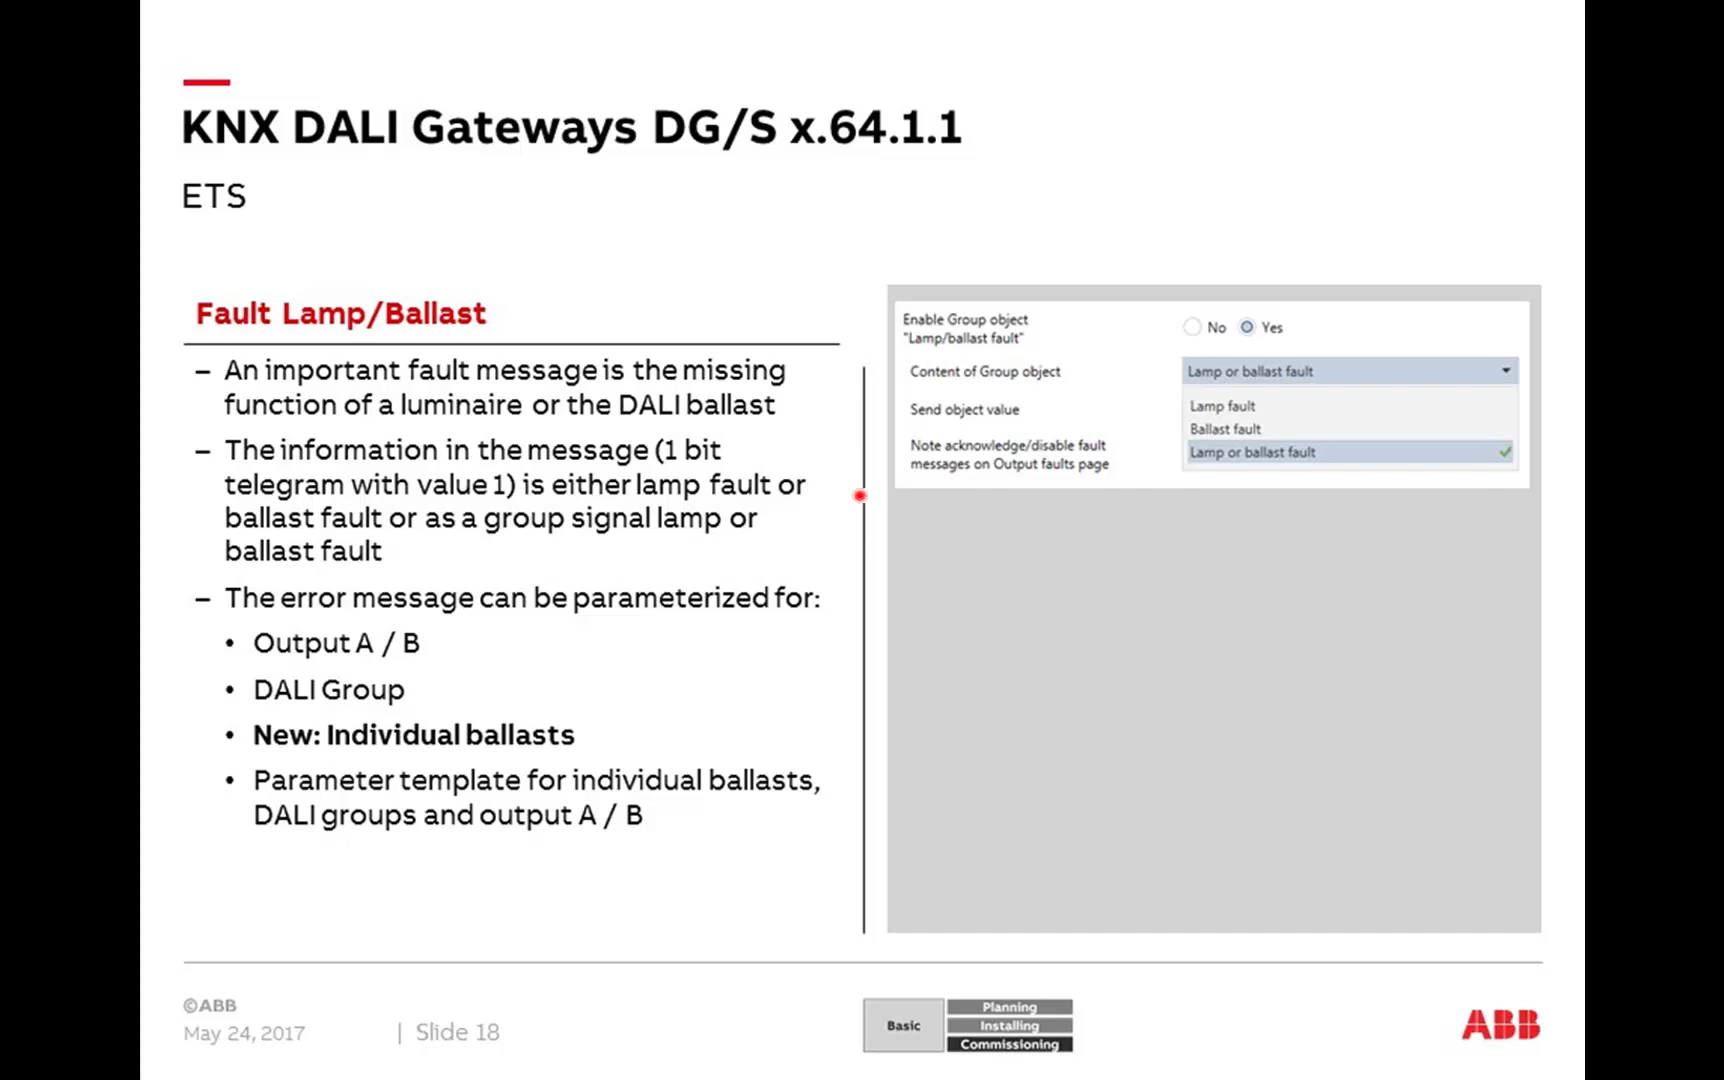 KNX DALI Gateways DG/S x.64.1.1
ETS
Fault Lamp/Ballast
– An important fault message is the missing
function of a luminaire or the DALI ballast
– The information in the message (1 bit
telegram with value 1) is either lamp fault or
ballast fault or as a group signal lamp or
ballast fault
– The error message can be parameterized for:
• Output A / B
• DALI Group
• New: Individual ballasts
• Parameter template for individual ballasts,
DALI groups and output A / B
Enable Group object
"Lamp/ballast fault"
No Yes
Content of Group object
Lamp or ballast fault
Send object value
Lamp fault
Ballast fault
Lamp or ballast fault
Note acknowledge/disable fault
messages on Output faults page
©ABB
May 24, 2017 | Slide 18
Basic
Planning
Installing
Commissioning
ABB